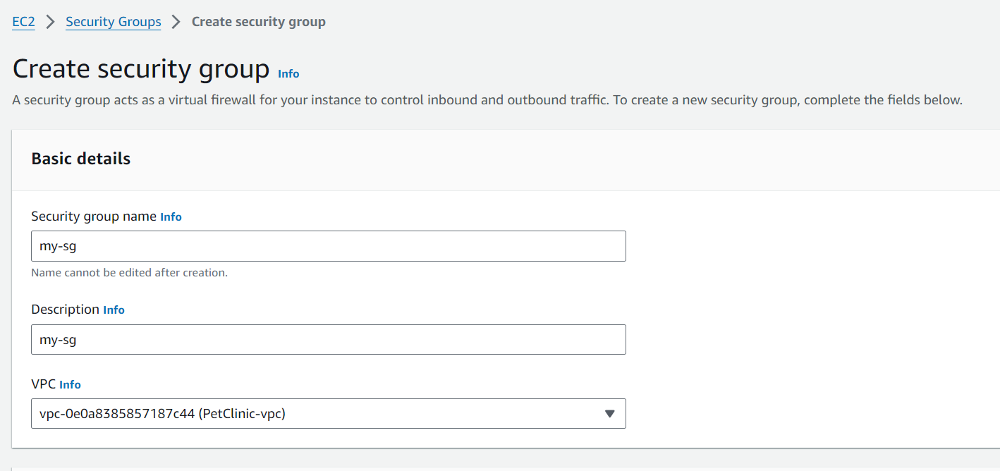 EC2 > Security Groups > Create security group
Create security group Info
A security group acts as a virtual firewall for your instance to control inbound and outbound traffic. To create a new security group, complete the fields below.
Basic details
Security group name Info
my-sg
Name cannot be edited after creation.
Description Info
my-sg
VPC Info
vpc-0e0a8385857187c44 (PetClinic-vpc)